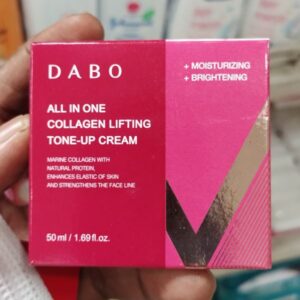 DABO
+ MOISTURIZING
+ BRIGHTENING
ALL IN ONE
COLLAGEN LIFTING
TONE-UP CREAM
MARINE COLLAGEN WITH
NATURAL PROTEIN,
ENHANCES ELASTIC OF SKIN
AND STRENGTHENS THE FACE LINE
50 ml / 1.69 fl.oz.